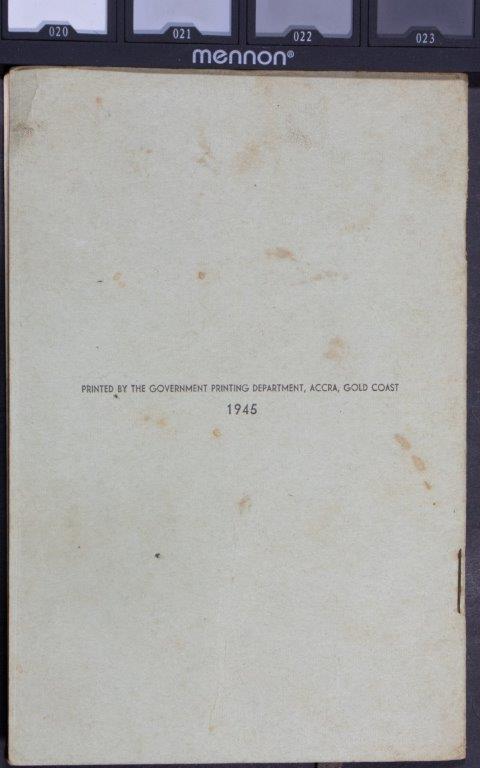 020 021 022 023
mennon®
PRINTED BY THE GOVERNMENT PRINTING DEPARTMENT, ACCRA, GOLD COAST
1945